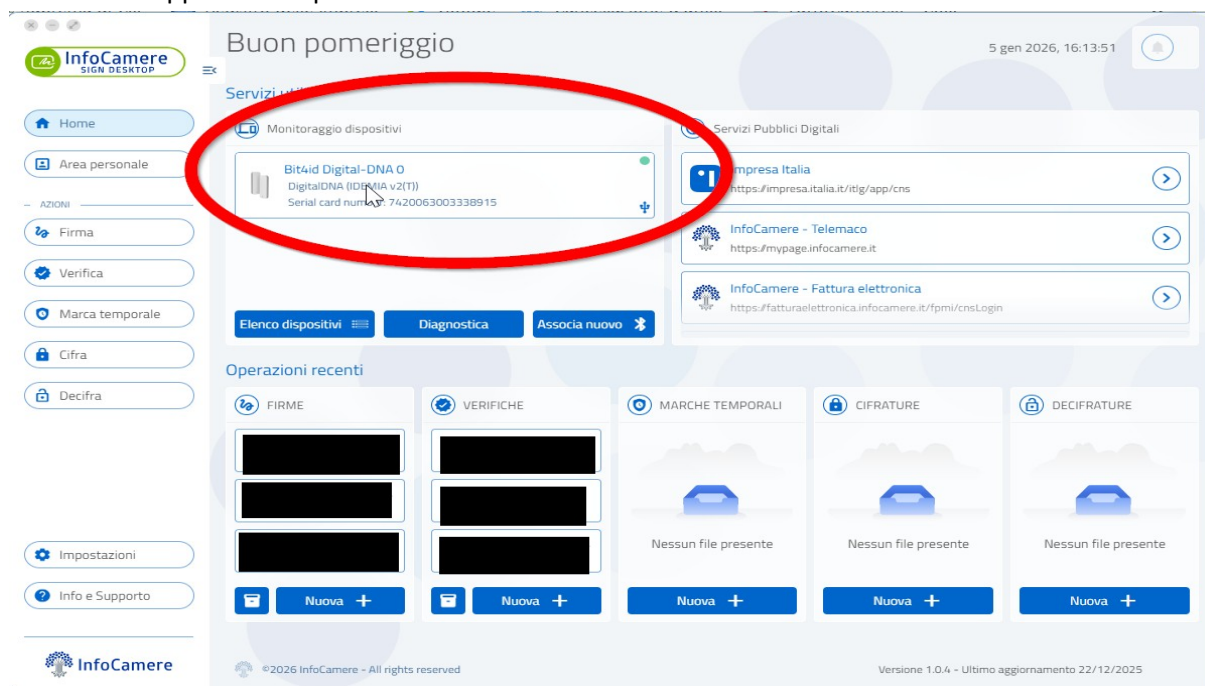 InfoCamere
SIGN DESKTOP
Buon pomeriggio
5 gen 2026, 16:13:51
Home
Area personale
AZIONI
Firma
Verifica
Marca temporale
Cifra
Decifra
Impostazioni
Info e Supporto
InfoCamere
Servizi
Monitoraggio dispositivi
Bit4id Digital-DNA 0
DigitalDNA (IDEMIA v2(T))
Serial card number: 7420063003338915
Elenco dispositivi
Diagnostica
Associa nuovo
Servizi Pubblici Digitali
Impresa Italia
https://impresa.italia.it/itlg/app/cns
InfoCamere - Telemaco
https://mypage.infocamere.it
InfoCamere - Fattura elettronica
https://fatturaelettronica.infocamere.it/fpmi/cnsLogin
Operazioni recenti
FIRME
VERIFICHE
MARCHE TEMPORALI
CIFRATURE
DECIFRATURE
Nessun file presente
Nessun file presente
Nessun file presente
Nuova
Nuova
Nuova
Nuova
Nuova
©2026 InfoCamere - All rights reserved
Versione 1.0.4 - Ultimo aggiornamento 22/12/2025